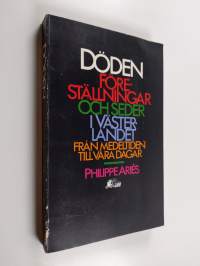 DÖDEN
FÖRE-
STÄLLNINGAR
OCH SEDER
I VÄSTER-
LANDET
FRÅN MEDELTIDEN
TILL VÅRA DAGAR
PHILIPPE ARIÈS